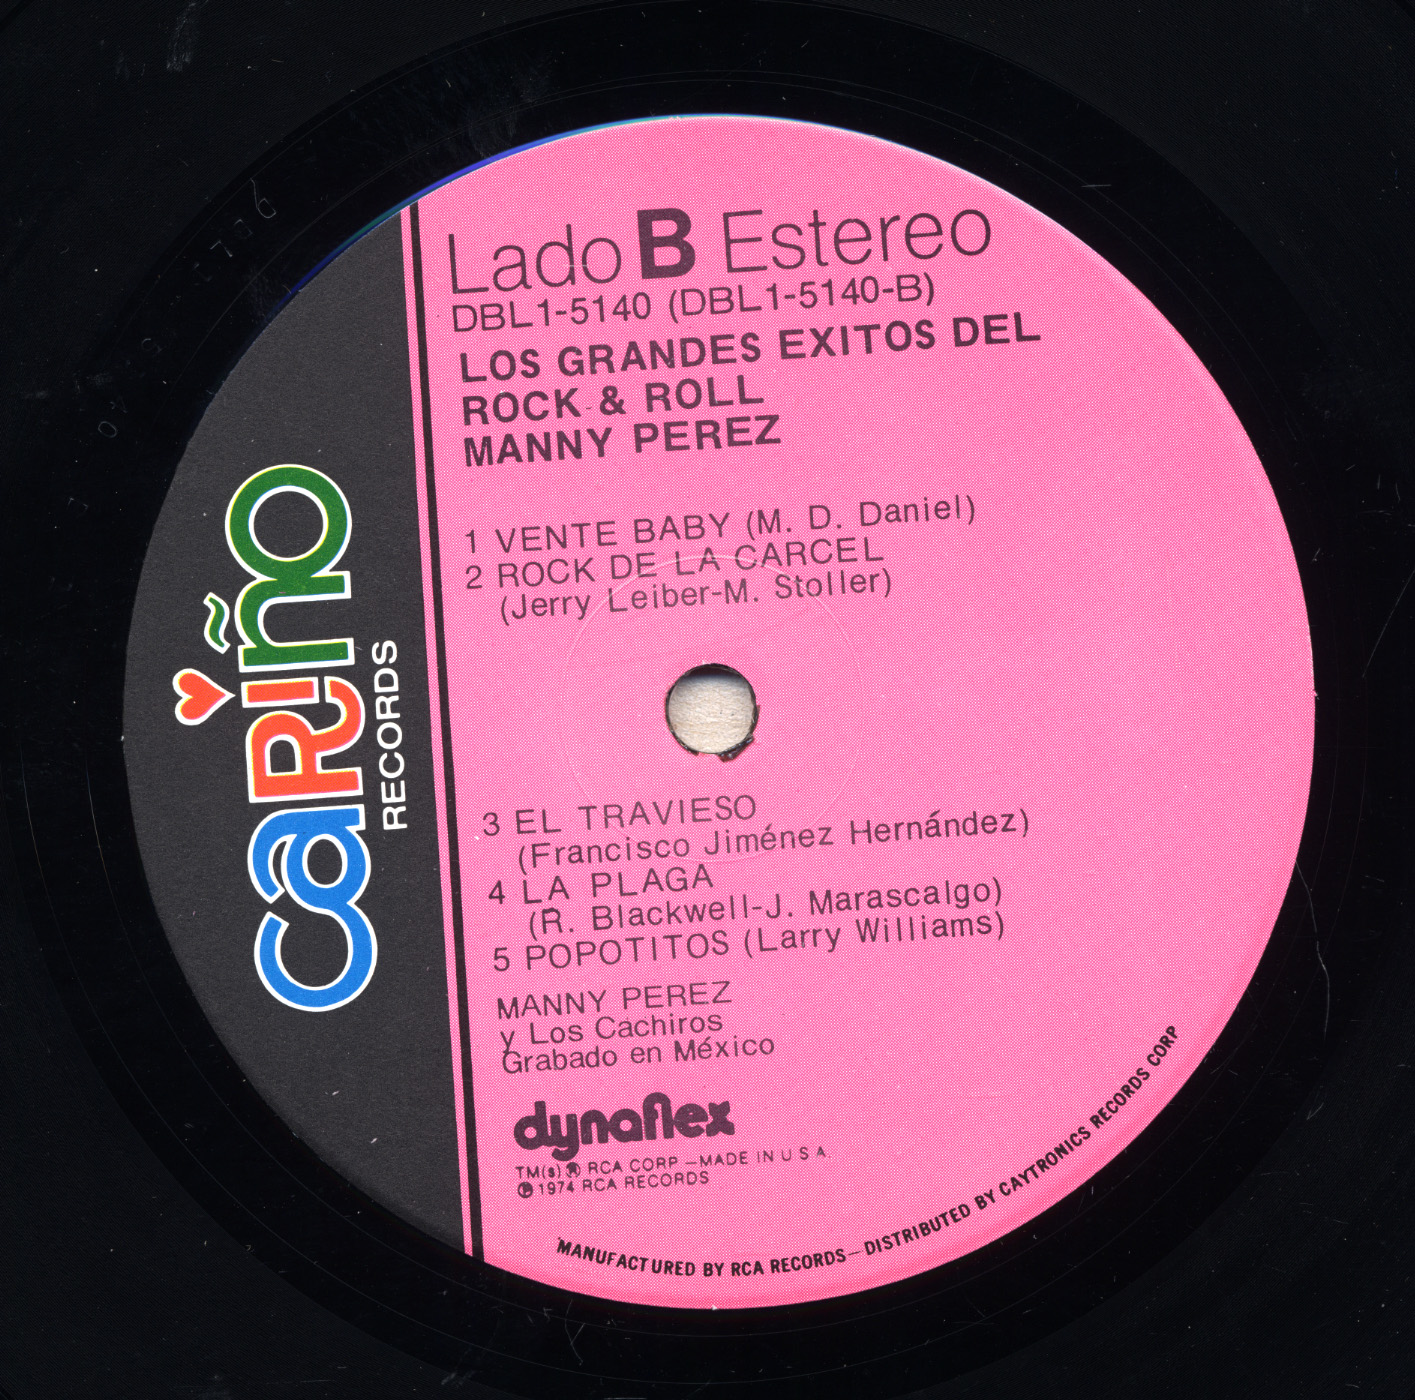 Lado B Estereo
DBL1-5140 (DBL1-5140-B)
LOS GRANDES EXITOS DEL
ROCK & ROLL
MANNY PEREZ
1 VENTE BABY (M. D. Daniel)
2 ROCK DE LA CARCEL
(Jerry Leiber-M. Stoller)
3 EL TRAVIESO
(Francisco Jiménez Hernández)
4 LA PLAGA
(R. Blackwell-J. Marascalgo)
5 POPOTITOS (Larry Williams)
MANNY PEREZ
y Los Cachiros
Grabado en México
dynaflex
TM(s) ® RCA CORP —MADE IN U S A.
℗ 1974 RCA RECORDS
MANUFACTURED BY RCA RECORDS—DISTRIBUTED BY CAYTRONICS RECORDS CORP
CARIÑO
RECORDS